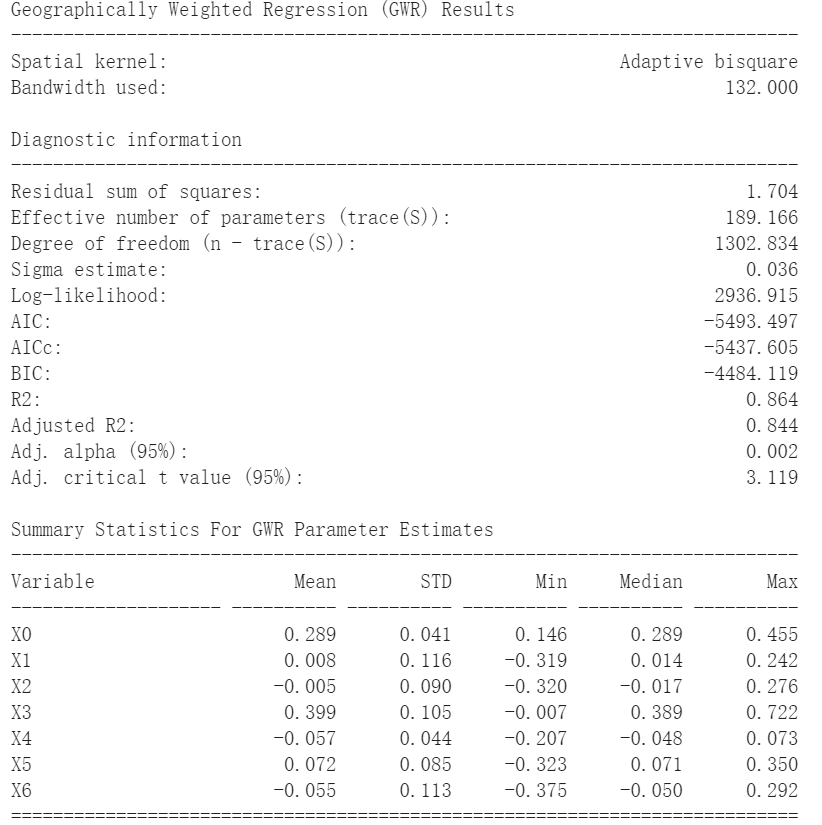 Geographically Weighted Regression (GWR) Results
---------------------------------------------------------------------------
Spatial kernel:                                           Adaptive bisquare
Bandwidth used:                                                     132.000

Diagnostic information
---------------------------------------------------------------------------
Residual sum of squares:                                              1.704
Effective number of parameters (trace(S)):                          189.166
Degree of freedom (n - trace(S)):                                  1302.834
Sigma estimate:                                                       0.036
Log-likelihood:                                                    2936.915
AIC:                                                              -5493.497
AICc:                                                             -5437.605
BIC:                                                              -4484.119
R2:                                                                   0.864
Adjusted R2:                                                          0.844
Adj. alpha (95%):                                                     0.002
Adj. critical t value (95%):                                          3.119

Summary Statistics For GWR Parameter Estimates
---------------------------------------------------------------------------
Variable                   Mean        STD        Min     Median        Max
-------------------- ---------- ---------- ---------- ---------- ----------
X0                        0.289      0.041      0.146      0.289      0.455
X1                        0.008      0.116     -0.319      0.014      0.242
X2                       -0.005      0.090     -0.320     -0.017      0.276
X3                        0.399      0.105     -0.007      0.389      0.722
X4                       -0.057      0.044     -0.207     -0.048      0.073
X5                        0.072      0.085     -0.323      0.071      0.350
X6                       -0.055      0.113     -0.375     -0.050      0.292
===========================================================================